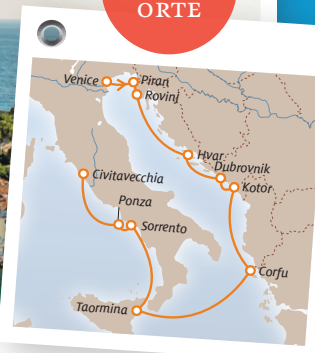 ORTE
Venice
Piran
Rovinj
Hvar
Dubrovnik
Kotor
Civitavecchia
Ponza
Sorrento
Corfu
Taormina